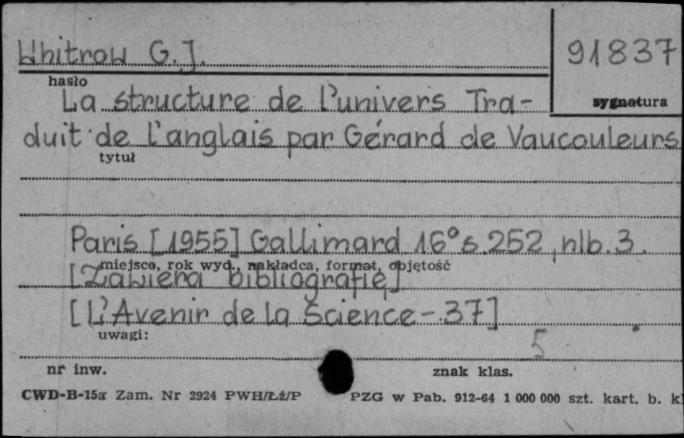 Whitrow G.J.
91837
hasło
sygnatura
La structure de l'univers Tra-
duit de l'anglais par Gérard de Vaucouleurs
tytuł
Paris [1955] Gallimard 16° s. 252, nlb. 3.
miejsce, rok wyd., nakładca, format, objętość
[Zawiera bibliografię]
[L'Avenir de la Science - 37]
uwagi:
5
nr inw.
znak klas.
CWD-B-15a Zam. Nr 2924 PWH/Łź/P PZG w Pab. 912-64 1 000 000 szt. kart. b. k